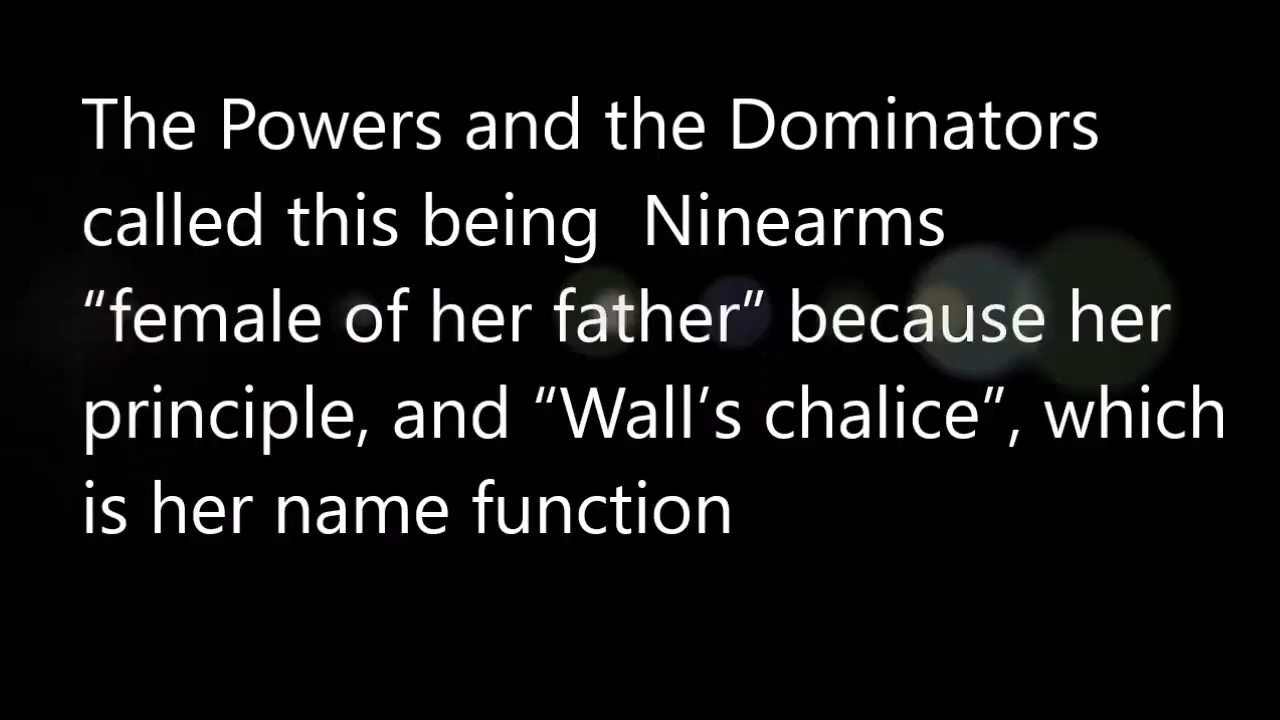 The Powers and the Dominators
called this being  Ninearms
“female of her father” because her
principle, and “Wall’s chalice”, which
is her name function